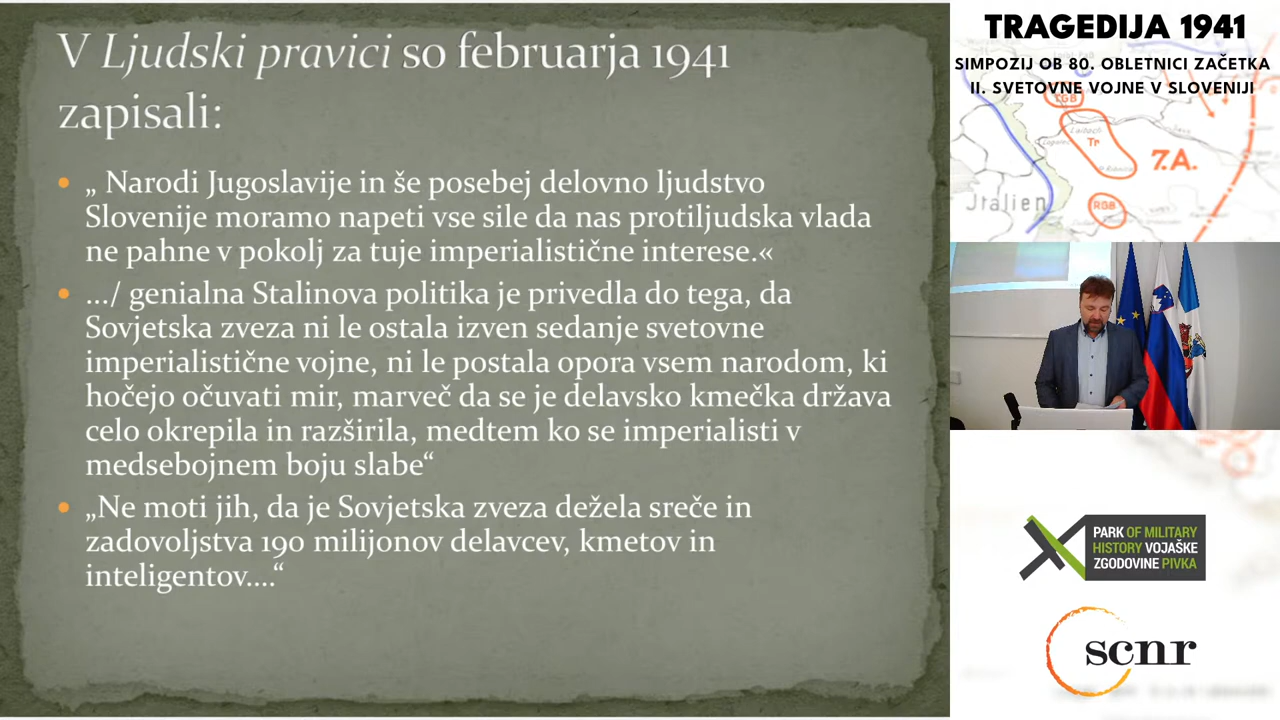 V Ljudski pravici so februarja 1941
zapisali:
• „ Narodi Jugoslavije in še posebej delovno ljudstvo
Slovenije moramo napeti vse sile da nas protiljudska vlada
ne pahne v pokolj za tuje imperialistične interese.«
• .../ genialna Stalinova politika je privedla do tega, da
Sovjetska zveza ni le ostala izven sedanje svetovne
imperialistične vojne, ni le postala opora vsem narodom, ki
hočejo očuvati mir, marveč da se je delavsko kmečka država
celo okrepila in razširila, medtem ko se imperialisti v
medsebojnem boju slabe“
• „Ne moti jih, da je Sovjetska zveza dežela sreče in
zadovoljstva 190 milijonov delavcev, kmetov in
inteligentov....“
TRAGEDIJA 1941
SIMPOZIJ OB 80. OBLETNICI ZAČETKA
II. SVETOVNE VOJNE V SLOVENIJI
TGB
Laibach
Tr
7.A.
Jtalien
RGB
PARK OF MILITARY
HISTORY VOJAŠKE
ZGODOVINE PIVKA
scnr